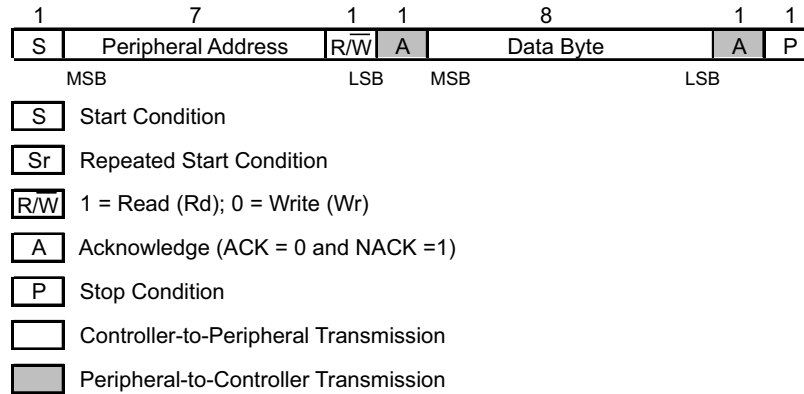 1 7 1 1 8 1 1
S Peripheral Address R/W̅ A Data Byte A P
MSB LSB MSB LSB
S Start Condition
Sr Repeated Start Condition
R/W̅ 1 = Read (Rd); 0 = Write (Wr)
A Acknowledge (ACK = 0 and NACK =1)
P Stop Condition
Controller-to-Peripheral Transmission
Peripheral-to-Controller Transmission